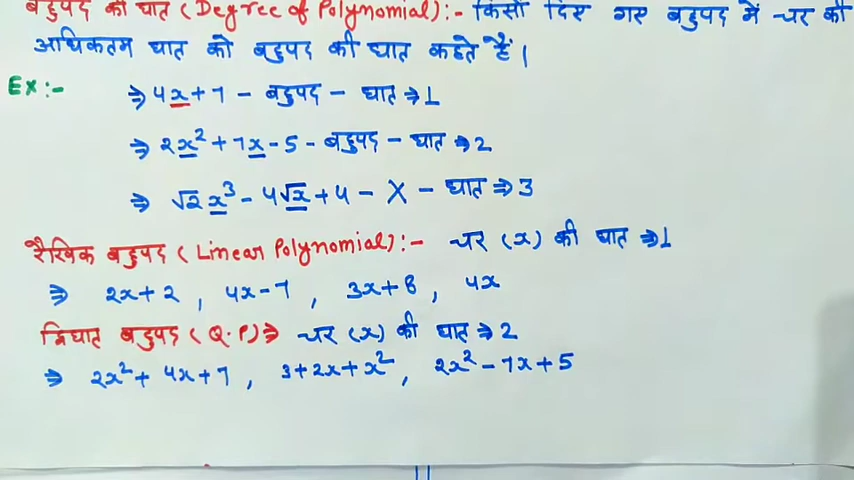 बहुपद की घात (Degree of Polynomial):- किसी दिए गए बहुपद में चर की
अधिकतम घात को बहुपद की घात कहते हैं।
Ex:- ⇒ 4x+7 - बहुपद - घात ⇒ 1
⇒ 2x² + 7x - 5 - बहुपद - घात ⇒ 2
⇒ √2x³ - 4√x + 4 - X - घात ⇒ 3
रैखिक बहुपद (Linear Polynomial):- चर (x) की घात ⇒ 1
⇒ 2x+2, 4x-7, 3x+8, 4x
द्विघात बहुपद (Q.P) ⇒ चर (x) की घात ⇒ 2
⇒ 2x² + 4x+7, 3+2x+x², 2x² - 7x+5